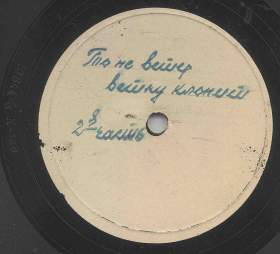 То не ветер
ветку клонит
2я часть